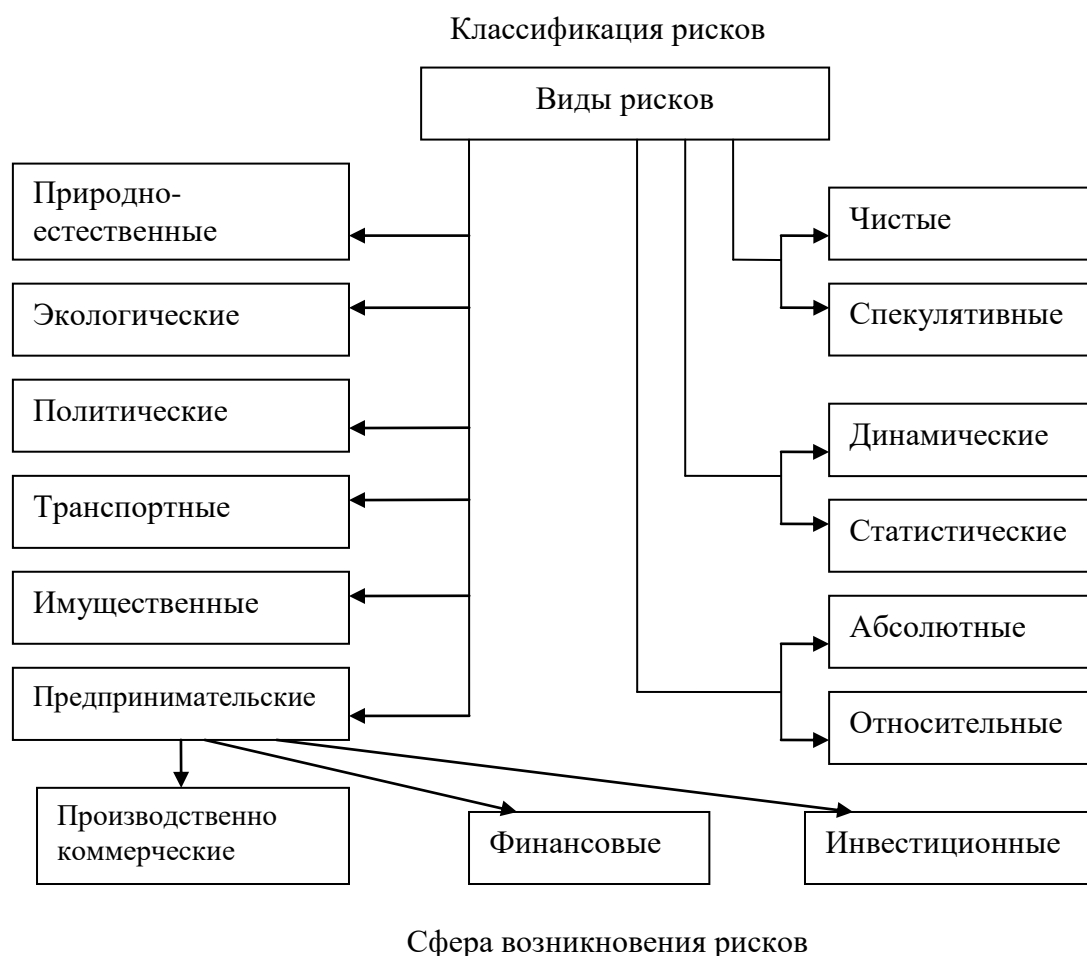 Классификация рисков
Виды рисков
Природно-
естественные
Экологические
Политические
Транспортные
Имущественные
Предпринимательские
Чистые
Спекулятивные
Динамические
Статистические
Абсолютные
Относительные
Производственно
коммерческие
Финансовые
Инвестиционные
Сфера возникновения рисков